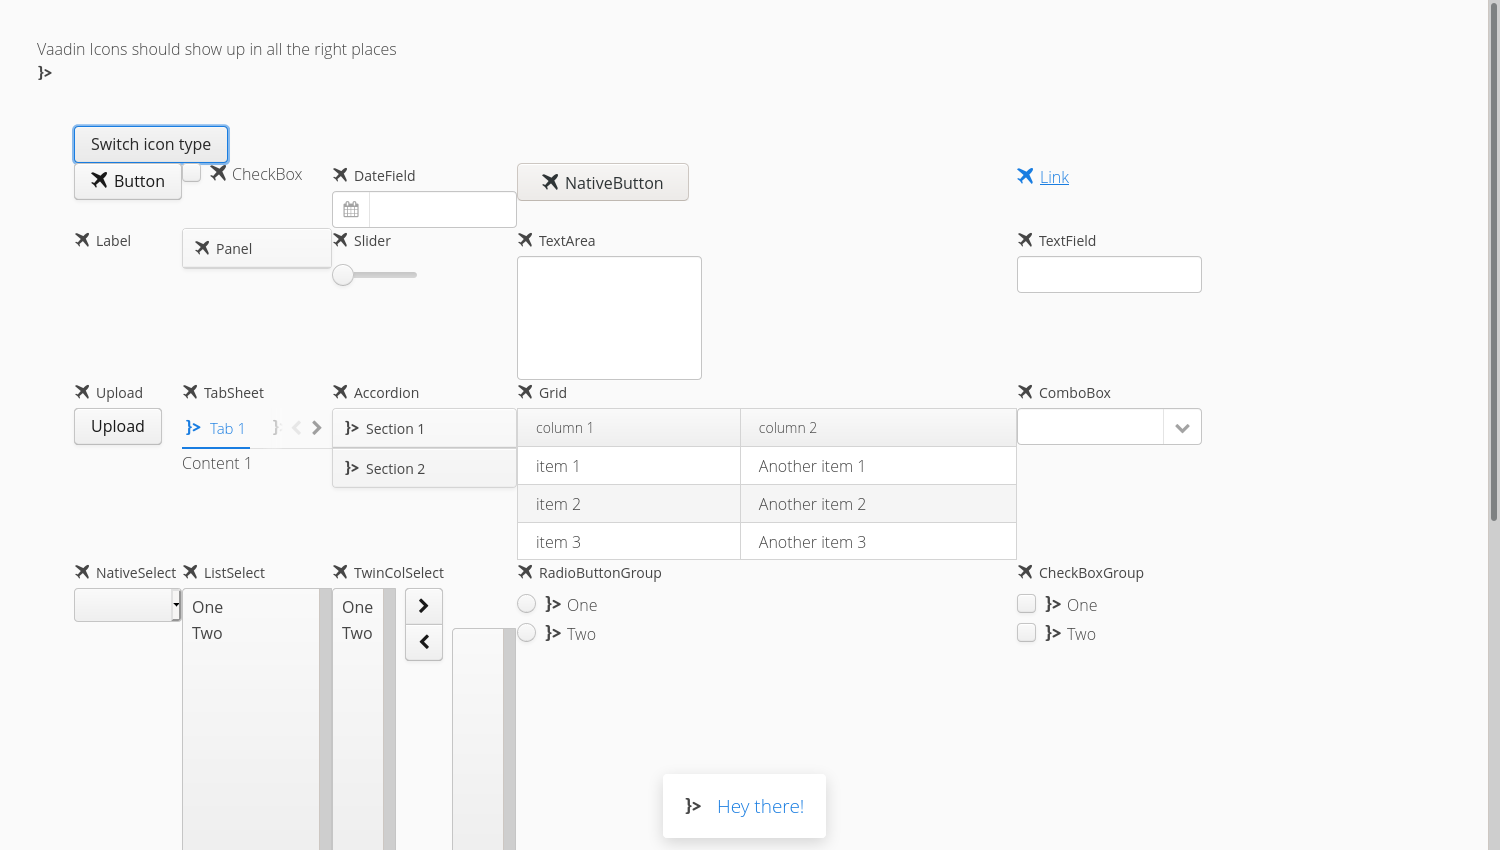 Vaadin Icons should show up in all the right places
Switch icon type
Button
CheckBox
DateField
NativeButton
Link
Label
Panel
Slider
TextArea
TextField
Upload
TabSheet
Accordion
Grid
ComboBox
Upload
Tab 1
Section 1
column 1
column 2
Content 1
item 1
Another item 1
Section 2
item 2
Another item 2
item 3
Another item 3
NativeSelect
ListSelect
TwinColSelect
RadioButtonGroup
CheckBoxGroup
One
One
One
One
Two
Two
Two
Two
Hey there!